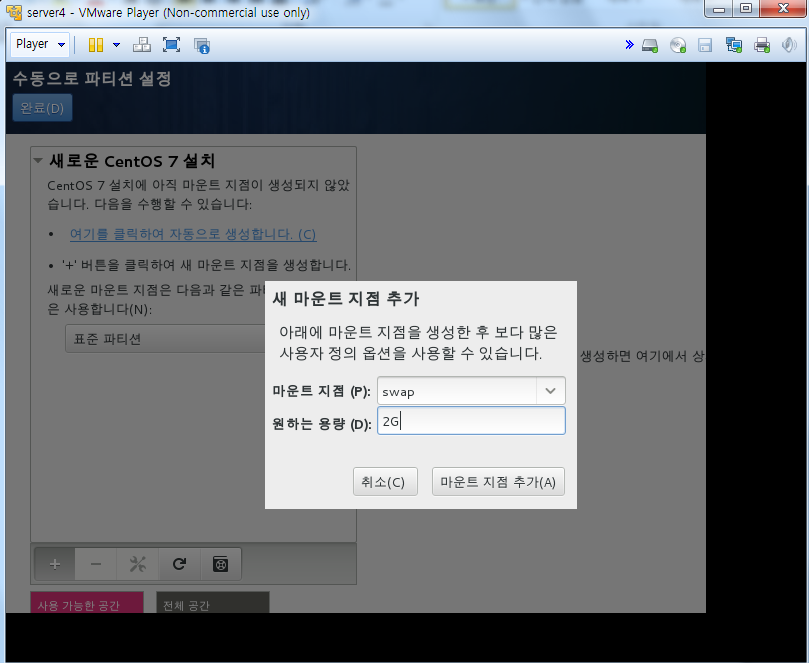 server4 - VMware Player (Non-commercial use only)
Player
수동으로 파티션 설정
완료(D)
새로운 CentOS 7 설치
CentOS 7 설치에 아직 마운트 지점이 생성되지 않았
습니다. 다음을 수행할 수 있습니다:
• 여기를 클릭하여 자동으로 생성합니다. (C)
• '+' 버튼을 클릭하여 새 마운트 지점을 생성합니다.
새로운 마운트 지점은 다음과 같은 파
은 사용합니다(N):
표준 파티션
생성하면 여기에서 상
새 마운트 지점 추가
아래에 마운트 지점을 생성한 후 보다 많은
사용자 정의 옵션을 사용할 수 있습니다.
마운트 지점 (P): swap
원하는 용량 (D): 2G
취소(C) 마운트 지점 추가(A)
사용 가능한 공간 전체 공간